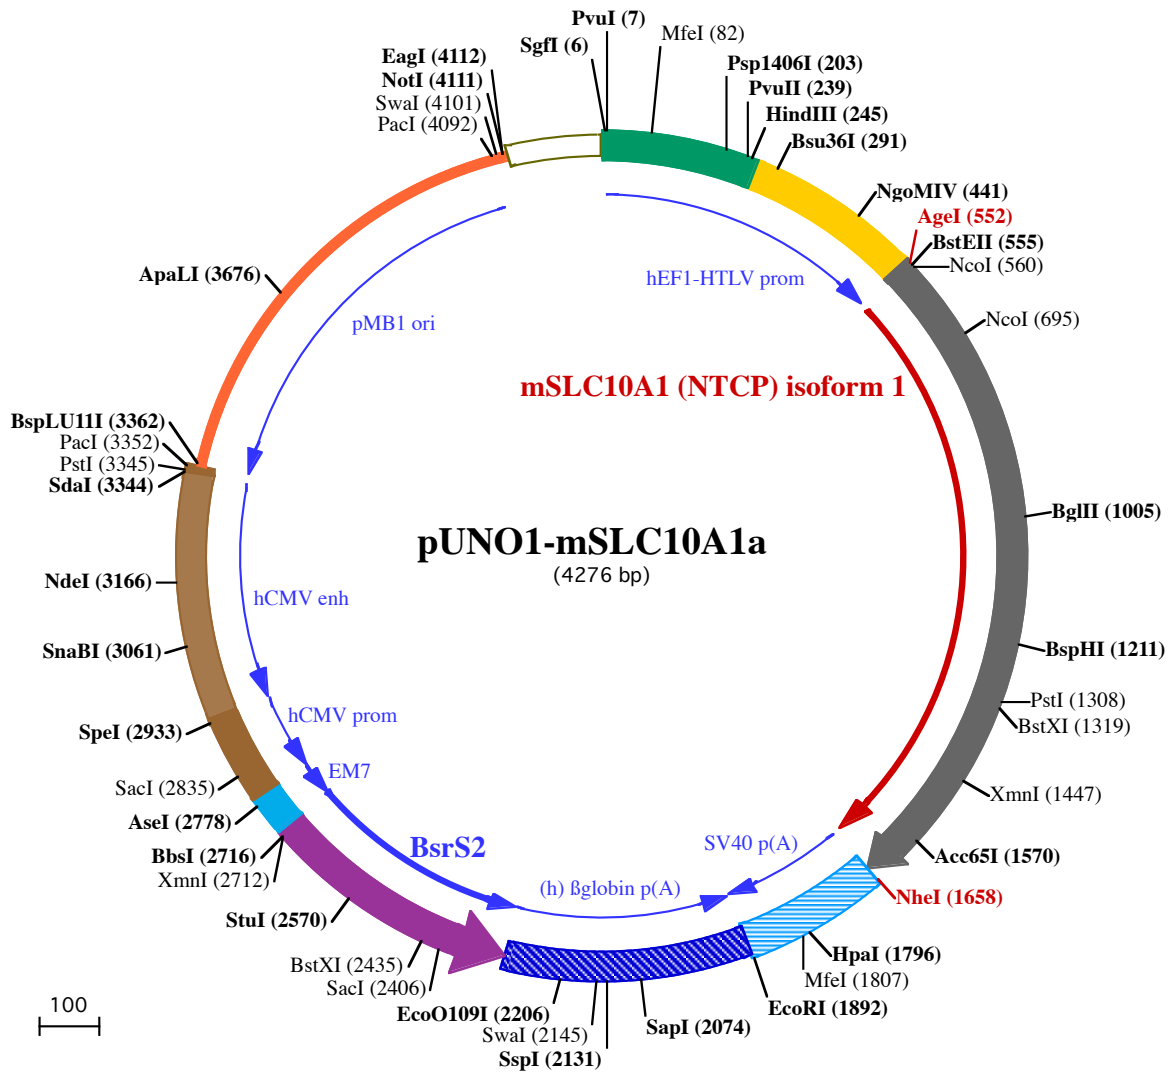 PvuI (7)
SgfI (6)
MfeI (82)
Psp1406I (203)
PvuII (239)
HindIII (245)
Bsu36I (291)
NgoMIV (441)
AgeI (552)
BstEII (555)
NcoI (560)
NcoI (695)
BglII (1005)
BspHI (1211)
PstI (1308)
BstXI (1319)
XmnI (1447)
Acc65I (1570)
NheI (1658)
HpaI (1796)
MfeI (1807)
EcoRI (1892)
SapI (2074)
SspI (2131)
SwaI (2145)
EcoO109I (2206)
SacI (2406)
BstXI (2435)
StuI (2570)
XmnI (2712)
BbsI (2716)
AseI (2778)
SacI (2835)
SpeI (2933)
SnaBI (3061)
NdeI (3166)
SdaI (3344)
PstI (3345)
PacI (3352)
BspLU11I (3362)
ApaLI (3676)
PacI (4092)
SwaI (4101)
NotI (4111)
EagI (4112)
hEF1-HTLV prom
mSLC10A1 (NTCP) isoform 1
SV40 p(A)
(h) ßglobin p(A)
BsrS2
EM7
hCMV prom
hCMV enh
pMB1 ori
pUNO1-mSLC10A1a
(4276 bp)
100